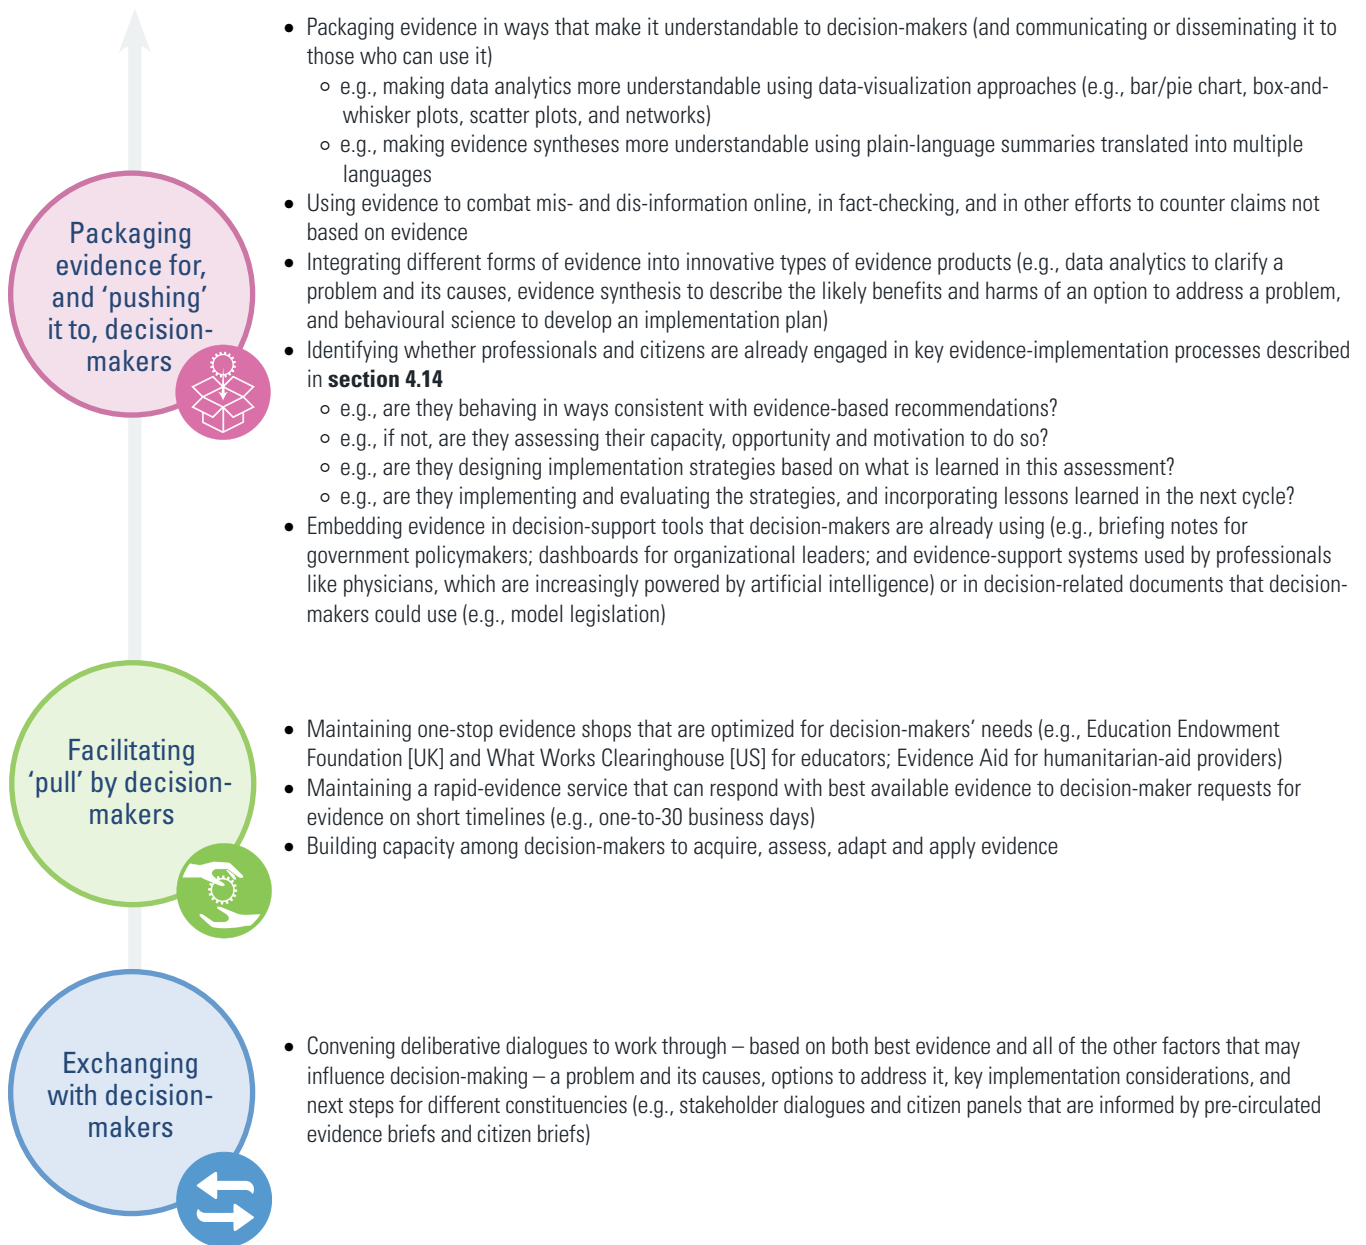 • Packaging evidence in ways that make it understandable to decision-makers (and communicating or disseminating it to
those who can use it)
○ e.g., making data analytics more understandable using data-visualization approaches (e.g., bar/pie chart, box-and-
whisker plots, scatter plots, and networks)
○ e.g., making evidence syntheses more understandable using plain-language summaries translated into multiple
languages
• Using evidence to combat mis- and dis-information online, in fact-checking, and in other efforts to counter claims not
based on evidence
• Integrating different forms of evidence into innovative types of evidence products (e.g., data analytics to clarify a
problem and its causes, evidence synthesis to describe the likely benefits and harms of an option to address a problem,
and behavioural science to develop an implementation plan)
• Identifying whether professionals and citizens are already engaged in key evidence-implementation processes described
in section 4.14
○ e.g., are they behaving in ways consistent with evidence-based recommendations?
○ e.g., if not, are they assessing their capacity, opportunity and motivation to do so?
○ e.g., are they designing implementation strategies based on what is learned in this assessment?
○ e.g., are they implementing and evaluating the strategies, and incorporating lessons learned in the next cycle?
• Embedding evidence in decision-support tools that decision-makers are already using (e.g., briefing notes for
government policymakers; dashboards for organizational leaders; and evidence-support systems used by professionals
like physicians, which are increasingly powered by artificial intelligence) or in decision-related documents that decision-
makers could use (e.g., model legislation)
Packaging
evidence for,
and ‘pushing’
it to, decision-
makers
Facilitating
‘pull’ by decision-
makers
• Maintaining one-stop evidence shops that are optimized for decision-makers’ needs (e.g., Education Endowment
Foundation [UK] and What Works Clearinghouse [US] for educators; Evidence Aid for humanitarian-aid providers)
• Maintaining a rapid-evidence service that can respond with best available evidence to decision-maker requests for
evidence on short timelines (e.g., one-to-30 business days)
• Building capacity among decision-makers to acquire, assess, adapt and apply evidence
Exchanging
with decision-
makers
• Convening deliberative dialogues to work through – based on both best evidence and all of the other factors that may
influence decision-making – a problem and its causes, options to address it, key implementation considerations, and
next steps for different constituencies (e.g., stakeholder dialogues and citizen panels that are informed by pre-circulated
evidence briefs and citizen briefs)